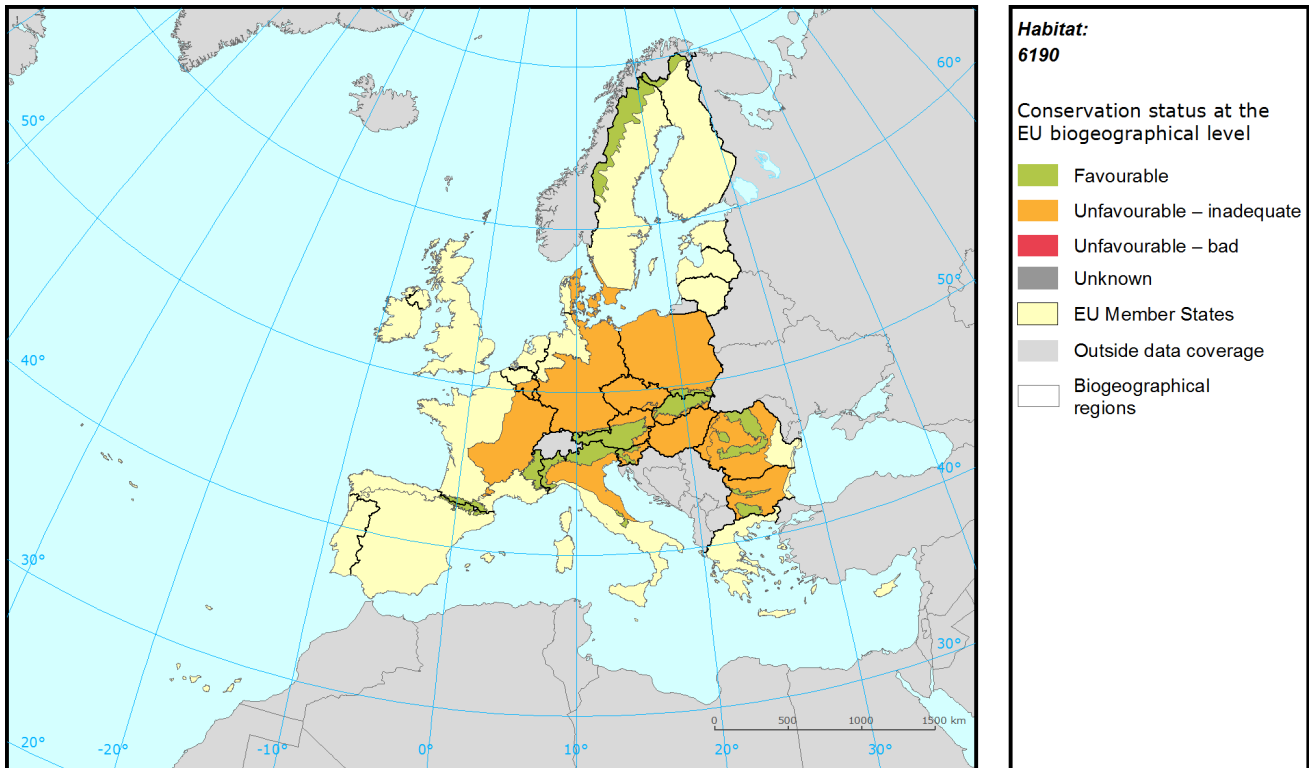 Habitat:
6190
Conservation status at the
EU biogeographical level
Favourable
Unfavourable – inadequate
Unfavourable – bad
Unknown
EU Member States
Outside data coverage
Biogeographical
regions
60°
50°
50°
40°
40°
30°
30°
0 500 1000 1500 km
20° -20° -10° 0° 10° 20° 30°